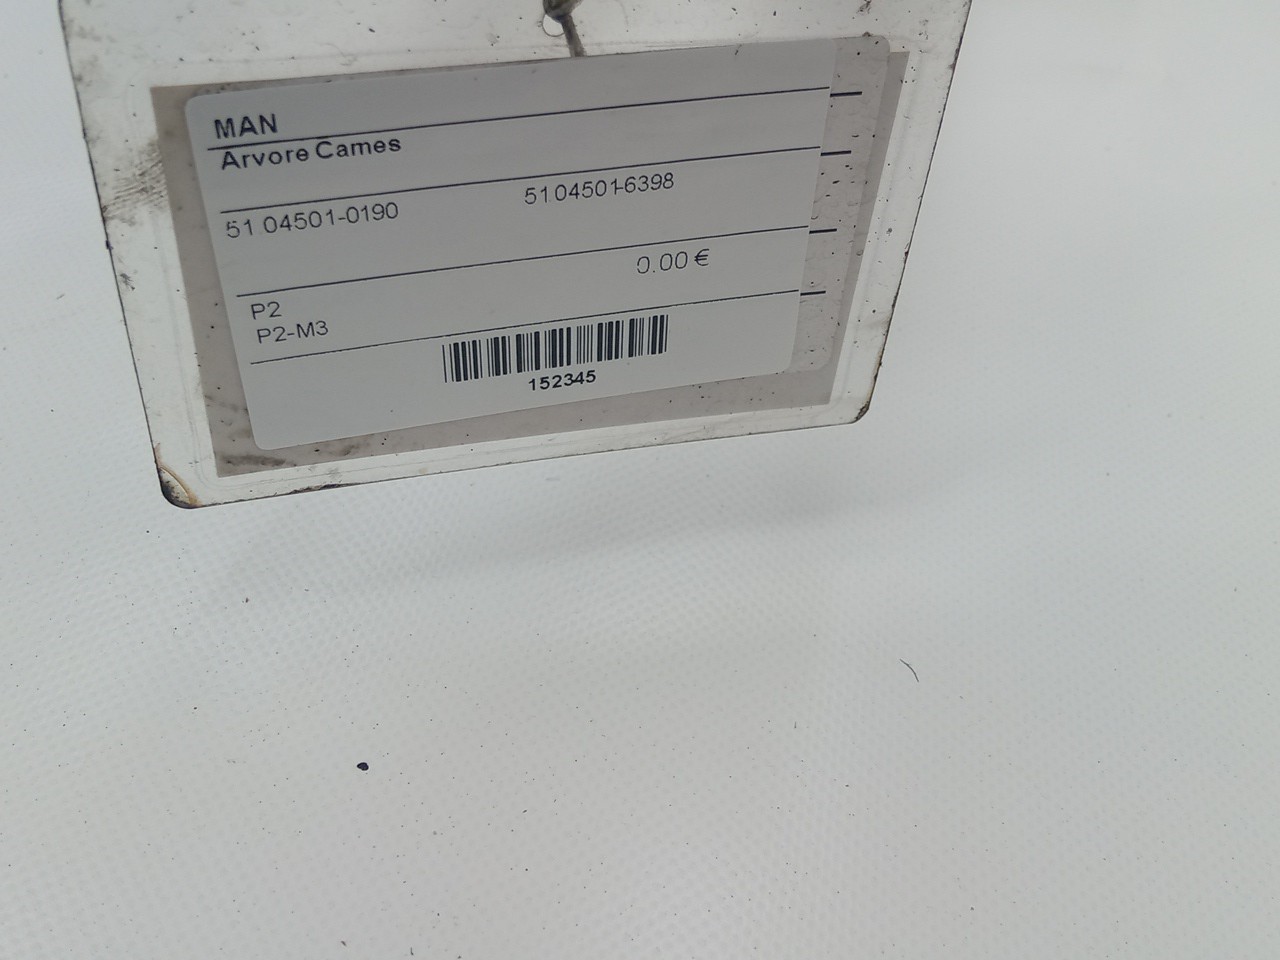 MAN
Arvore Cames
51 04501-0190 51 04501-6398
0.00 €
P2
P2-M3
152345